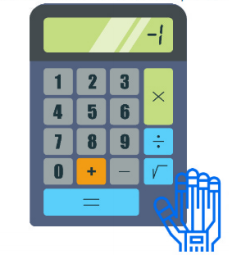 -1
1 2 3 ×
4 5 6
7 8 9 ÷
0 + - √
=